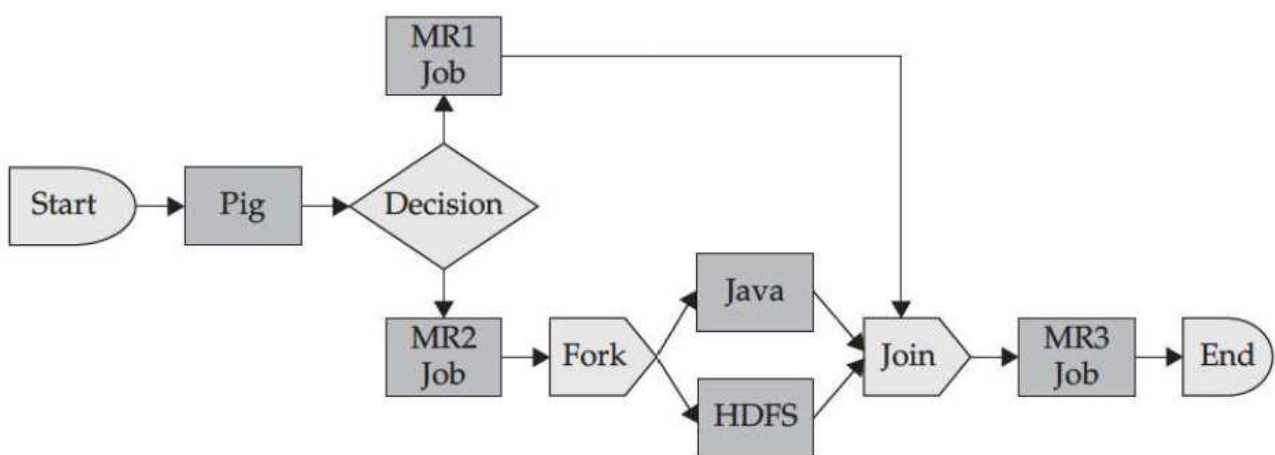 MR1
Job
Start
Pig
Decision
Java
MR2
Job
Fork
Join
MR3
Job
End
HDFS